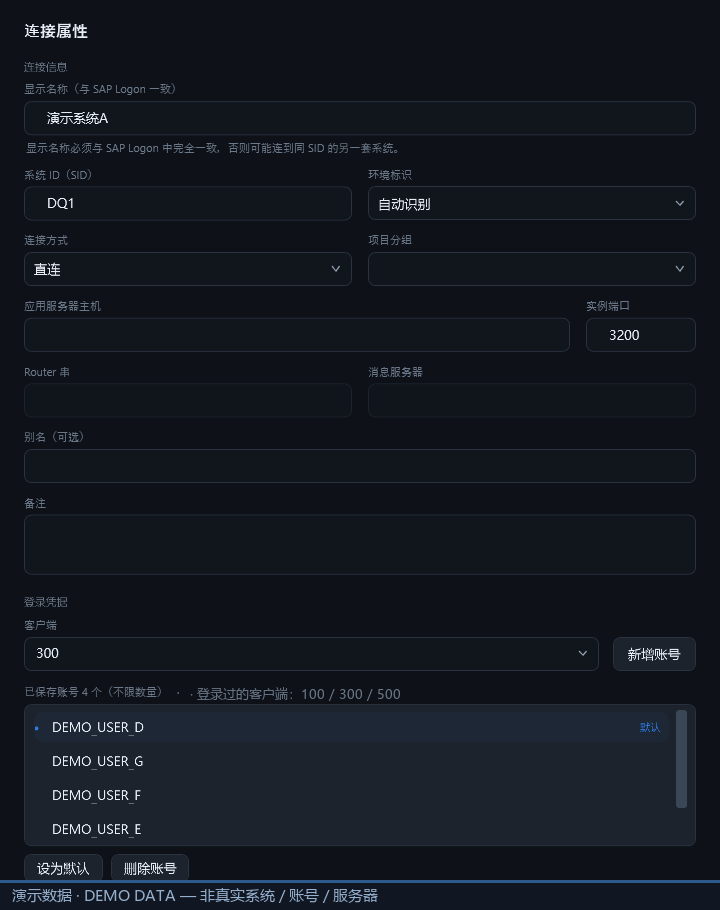 连接属性
连接信息
显示名称（与 SAP Logon 一致）
演示系统A
显示名称必须与 SAP Logon 中完全一致，否则可能连到同 SID 的另一套系统。
系统 ID（SID） 环境标识
DQ1 自动识别
连接方式 项目分组
直连
应用服务器主机 实例端口
3200
Router 串 消息服务器
别名（可选）
备注
登录凭据
客户端
300 新增账号
已保存账号 4 个（不限数量） · · 登录过的客户端：100 / 300 / 500
DEMO_USER_D 默认
DEMO_USER_G
DEMO_USER_F
DEMO_USER_E
设为默认 删除账号
演示数据 · DEMO DATA — 非真实系统 / 账号 / 服务器